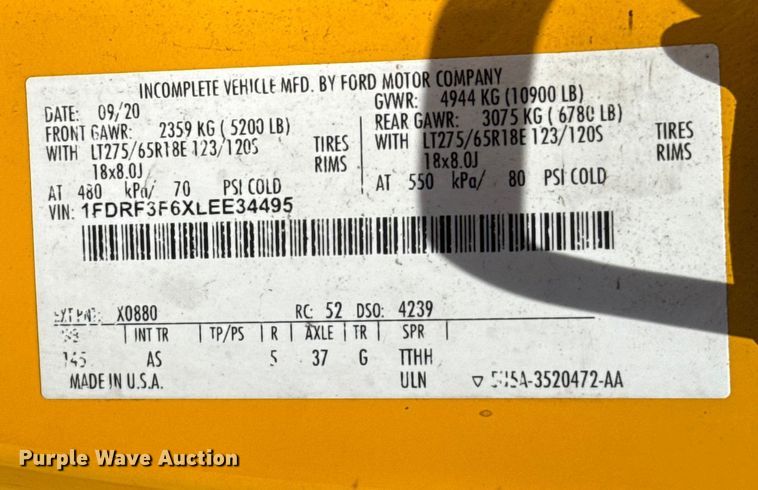 INCOMPLETE VEHICLE MFD. BY FORD MOTOR COMPANY
DATE: 09/20 GVWR: 4944 KG (10900 LB)
FRONT GAWR: 2359 KG ( 5200 LB) REAR GAWR: 3075 KG ( 6780 LB)
WITH LT275/65R18E 123/120S TIRES WITH LT275/65R18E 123/120S TIRES
18x8.0J RIMS 18x8.0J RIMS
AT 480 kPa/ 70 PSI COLD AT 550 kPa/ 80 PSI COLD
VIN: 1FDRF3F6XLEE34495
EXT PNT: X0880 RC: 52 DSO: 4239
INT TR TP/PS R AXLE TR SPR
145 AS 5 37 G TTHH
MADE IN U.S.A. ULN
Purple Wave Auction